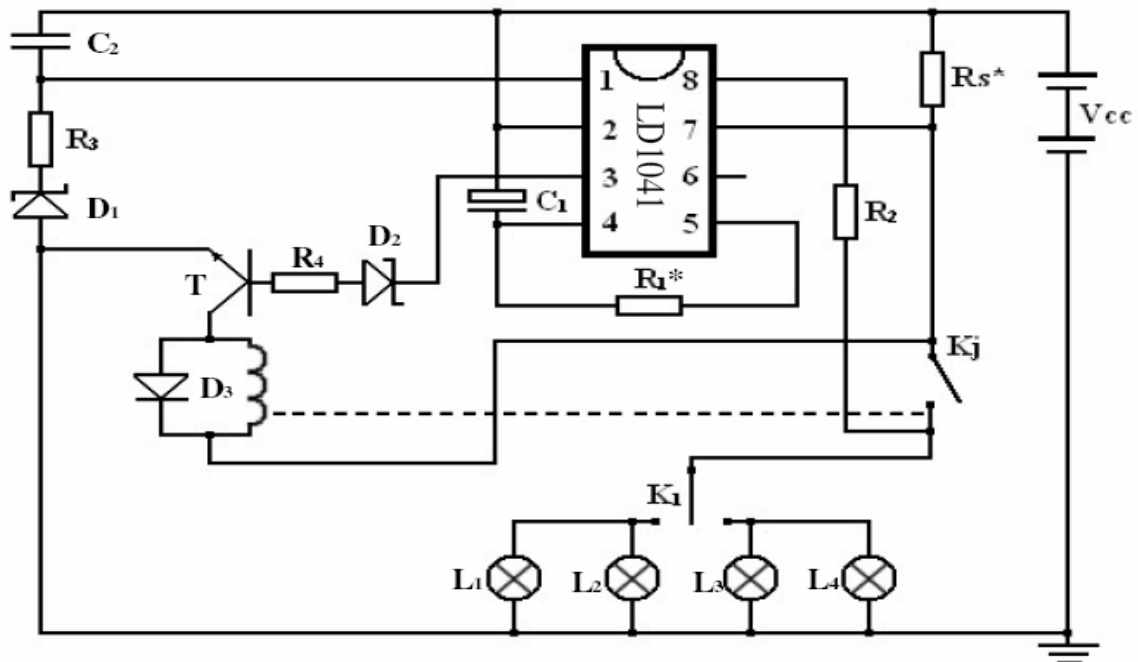 C₂
1
8
Rs*
Vcc
R₃
2
7
LD1041
D₁
3
6
C₁
R₂
D₂
4
5
R₄
R₁*
T
Kj
D₃
K₁
L₁
L₂
L₃
L₄